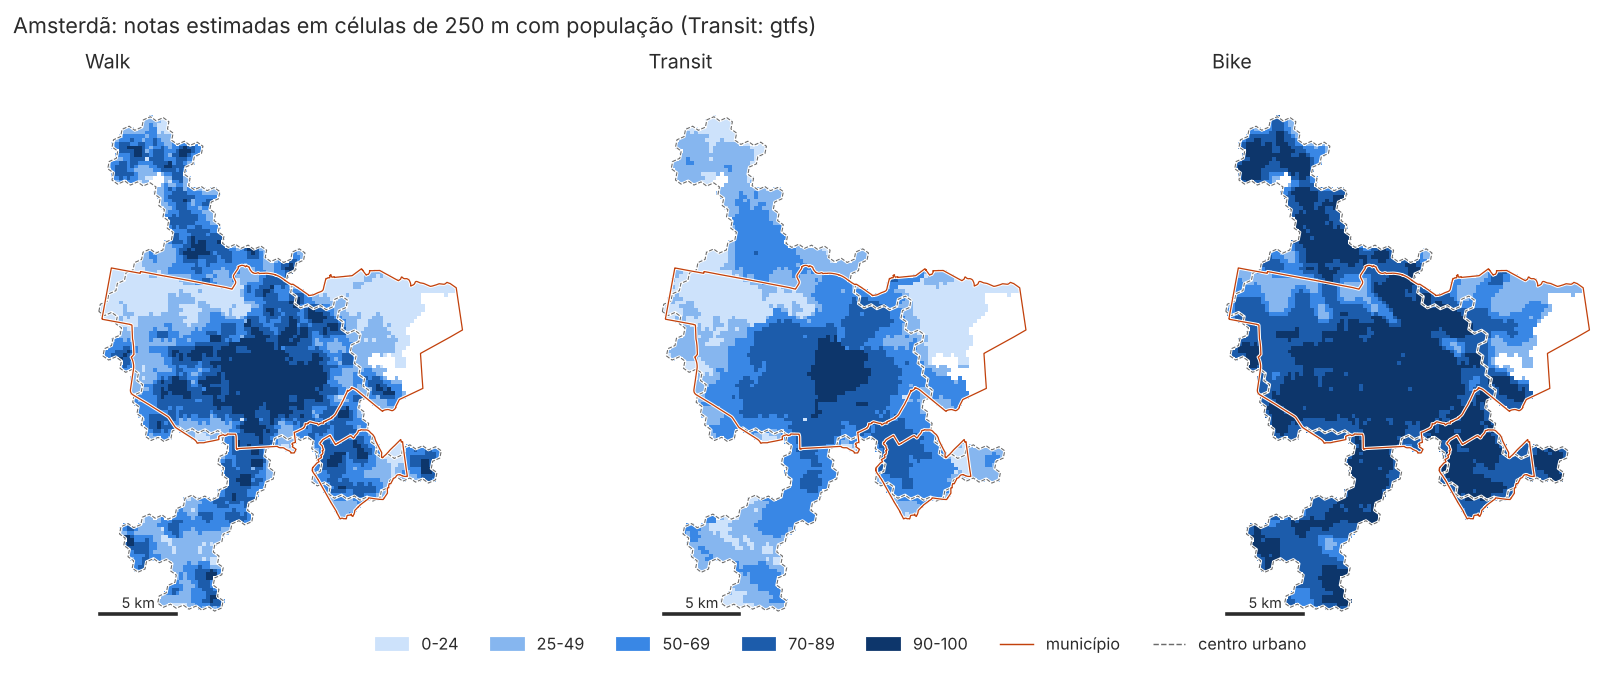 Amsterdã: notas estimadas em células de 250 m com população (Transit: gtfs)
Walk
Transit
Bike
5 km
5 km
5 km
0-24
25-49
50-69
70-89
90-100
município
centro urbano